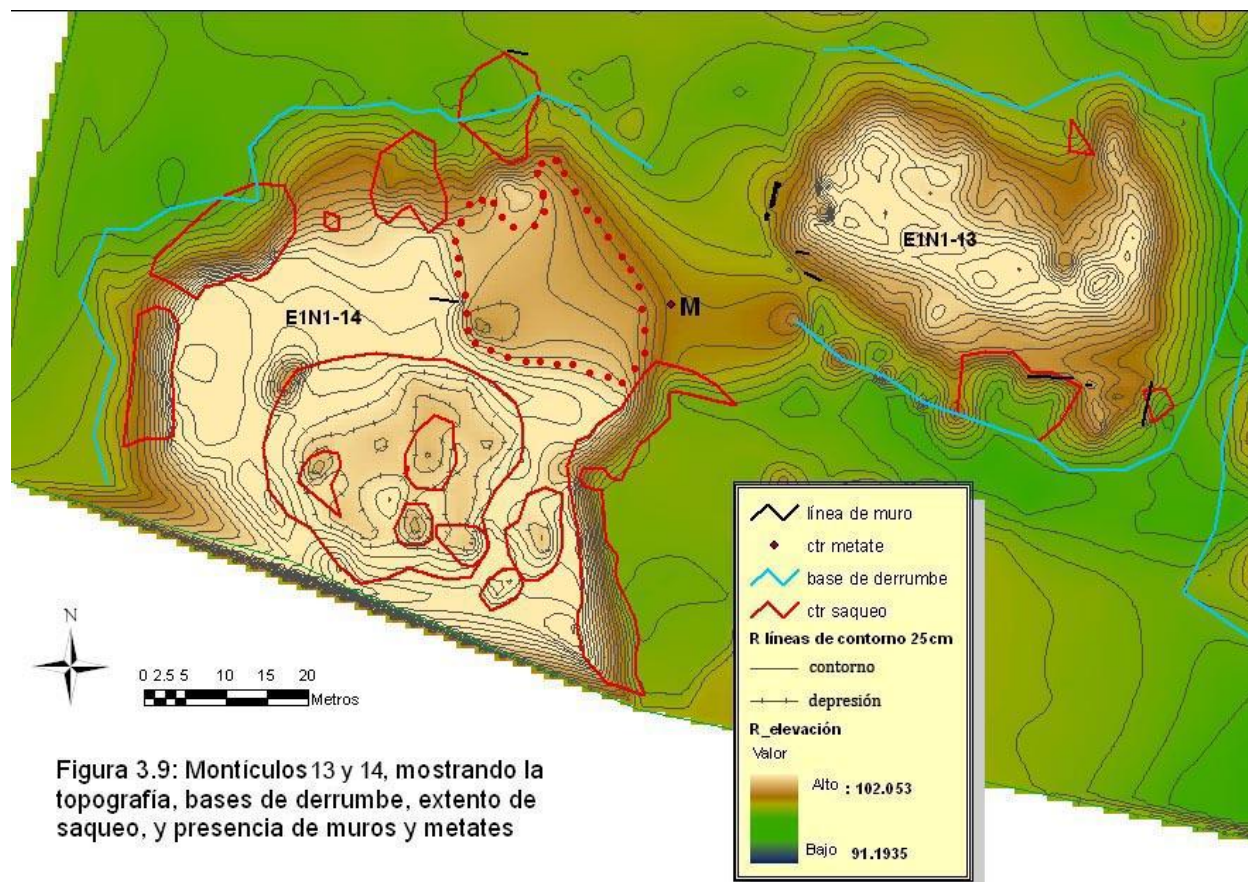 E1N1-13
E1N1-14
M
línea de muro
ctr metate
base de derrumbe
ctr saqueo
R líneas de contorno 25cm
contorno
depresión
R_elevación
Valor
Alto : 102.053
Bajo 91.1935
N
0 2.5 5 10 15 20
Metros
Figura 3.9: Montículos 13 y 14, mostrando la
topografía, bases de derrumbe, extento de
saqueo, y presencia de muros y metates